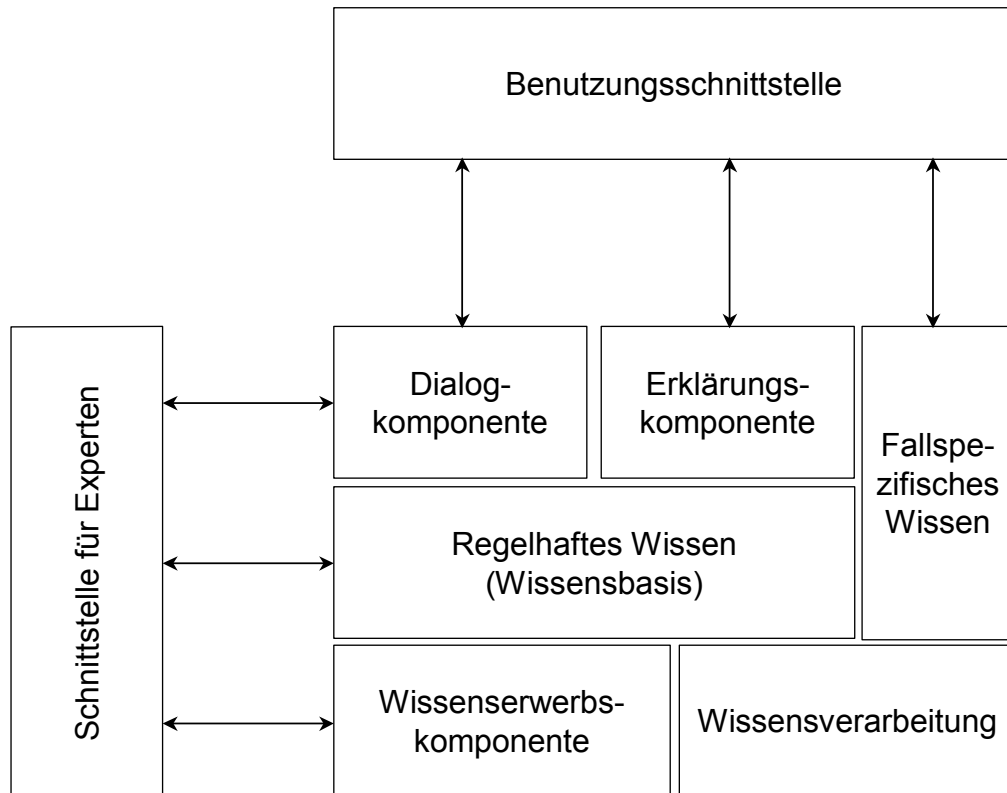 Benutzungsschnittstelle
Schnittstelle für Experten
Dialog-
komponente
Erklärungs-
komponente
Fallspe-
zifisches
Wissen
Regelhaftes Wissen
(Wissensbasis)
Wissenserwerbs-
komponente
Wissensverarbeitung